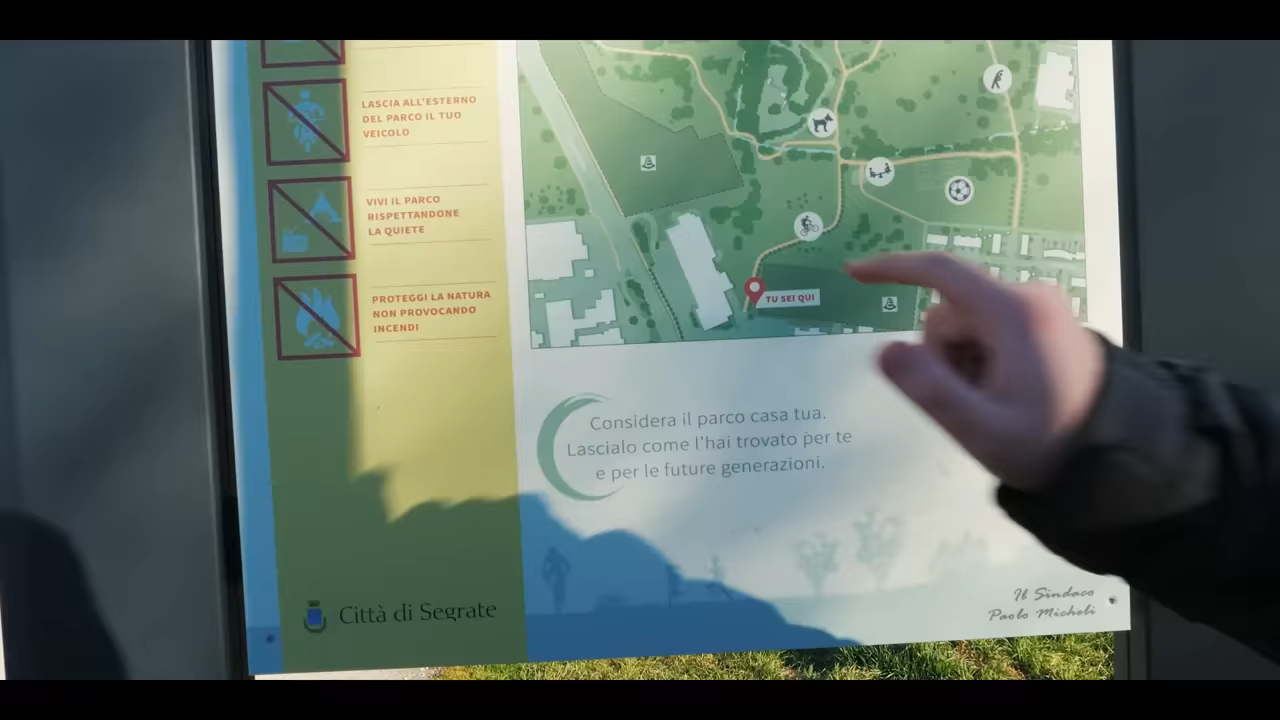 LASCIA ALL'ESTERNO
DEL PARCO IL TUO
VEICOLO
VIVI IL PARCO
RISPETTANDONE
LA QUIETE
PROTEGGI LA NATURA
NON PROVOCANDO
INCENDI
TU SEI QUI
Considera il parco casa tua.
Lascialo come l'hai trovato per te
e per le future generazioni.
Città di Segrate
Il Sindaco
Paolo Micheli